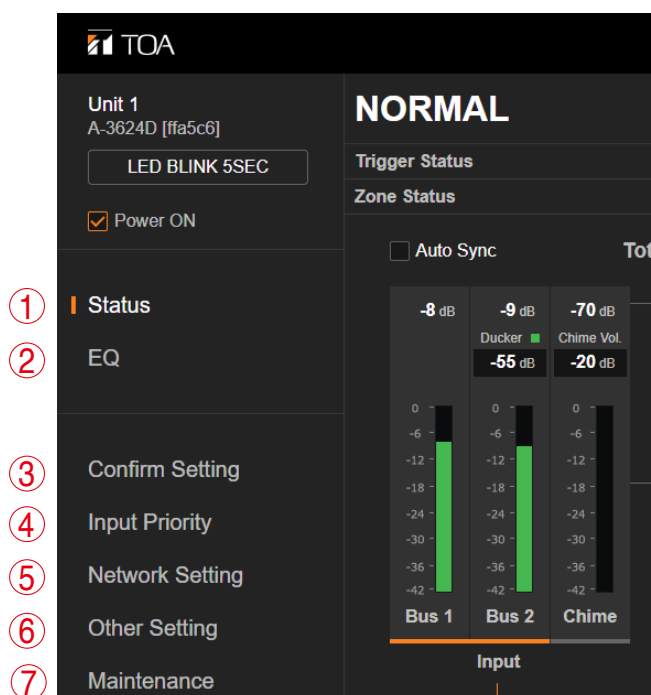 TOA
Unit 1
A-3624D [ffa5c6]
LED BLINK 5SEC
Power ON
① Status
② EQ
③ Confirm Setting
④ Input Priority
⑤ Network Setting
⑥ Other Setting
⑦ Maintenance
NORMAL
Trigger Status
Zone Status
Auto Sync Tot
-8 dB -9 dB -70 dB
Ducker Chime Vol.
-55 dB -20 dB
0 0 0
-6 -6 -6
-12 -12 -12
-18 -18 -18
-24 -24 -24
-30 -30 -30
-36 -36 -36
-42 -42 -42
Bus 1 Bus 2 Chime
Input